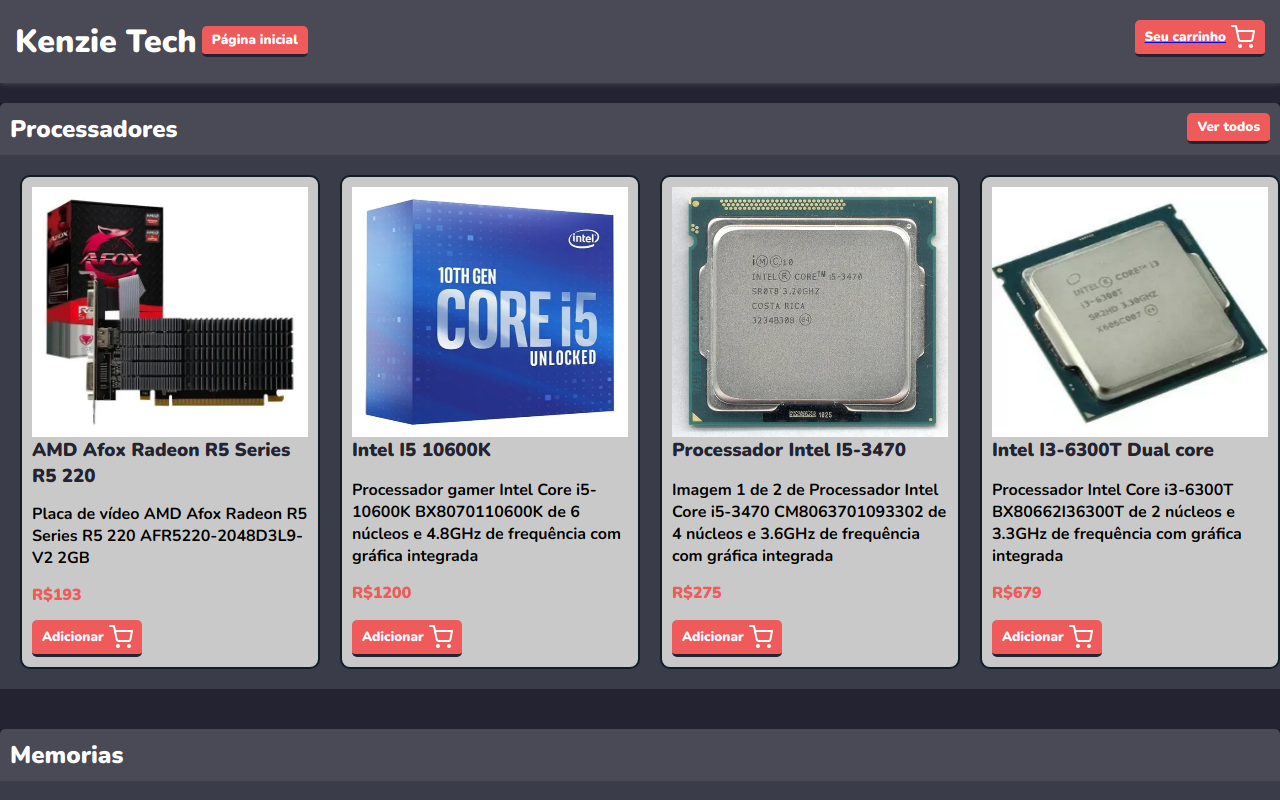 Kenzie Tech
Página inicial
Seu carrinho
Processadores
Ver todos
AFOX
AMD Afox Radeon R5 Series
R5 220
Placa de vídeo AMD Afox Radeon R5
Series R5 220 AFR5220-2048D3L9-
V2 2GB
R$193
Adicionar
intel
10TH GEN
CORE i5
UNLOCKED
Intel I5 10600K
Processador gamer Intel Core i5-
10600K BX8070110600K de 6
núcleos e 4.8GHz de frequência com
gráfica integrada
R$1200
Adicionar
i Ⓜ Ⓒ 10
INTEL® CORE™ i5-3470
SR0T8 3.20GHZ
COSTA RICA
3234B308 e4
1025
Processador Intel I5-3470
Imagem 1 de 2 de Processador Intel
Core i5-3470 CM8063701093302 de
4 núcleos e 3.6GHz de frequência
com gráfica integrada
R$275
Adicionar
INTEL® CORE™ i3
i3-6300T
SR2HD 3.30GHZ
X605C007 e4
Intel I3-6300T Dual core
Processador Intel Core i3-6300T
BX80662I36300T de 2 núcleos e
3.3GHz de frequência com gráfica
integrada
R$679
Adicionar
Memorias